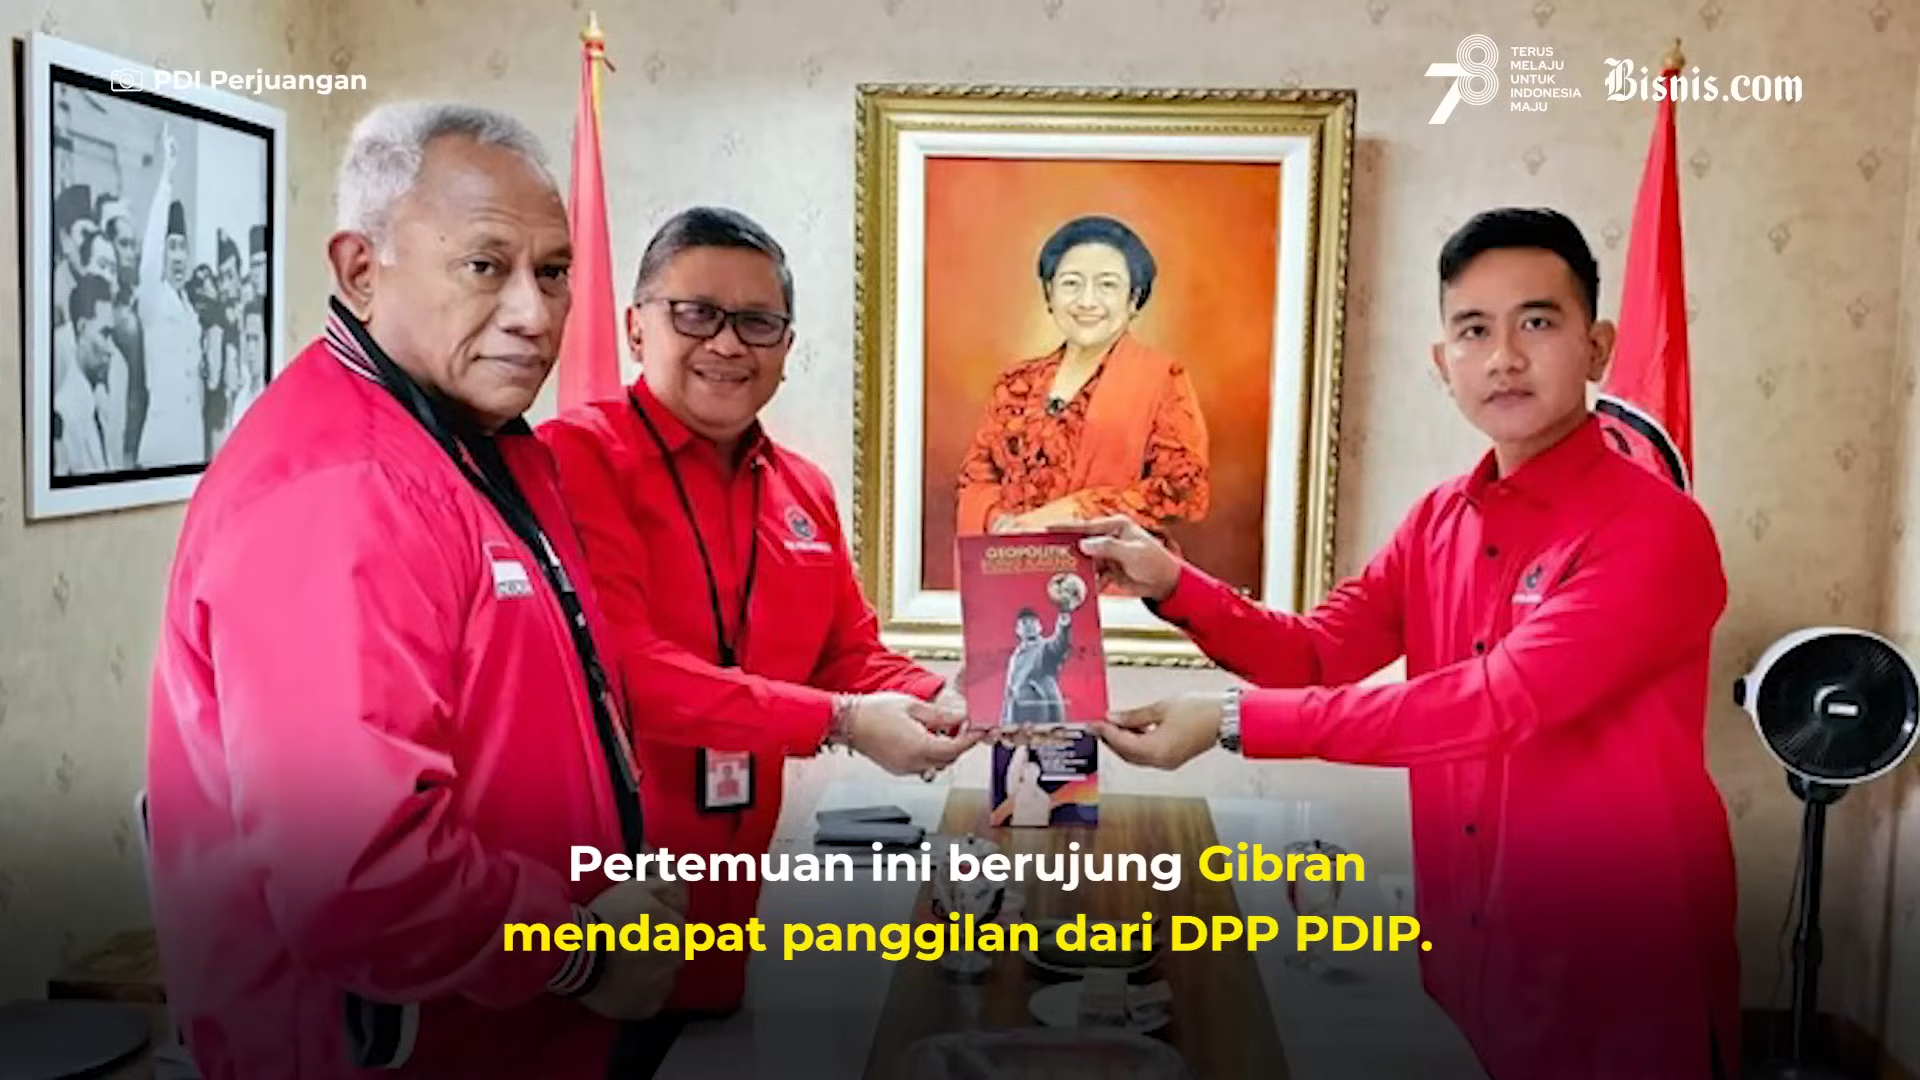 PDI Perjuangan
78
TERUS
MELAJU
UNTUK
INDONESIA
MAJU
Bisnis.com
GEOPOLITIK
Pertemuan ini berujung Gibran
mendapat panggilan dari DPP PDIP.